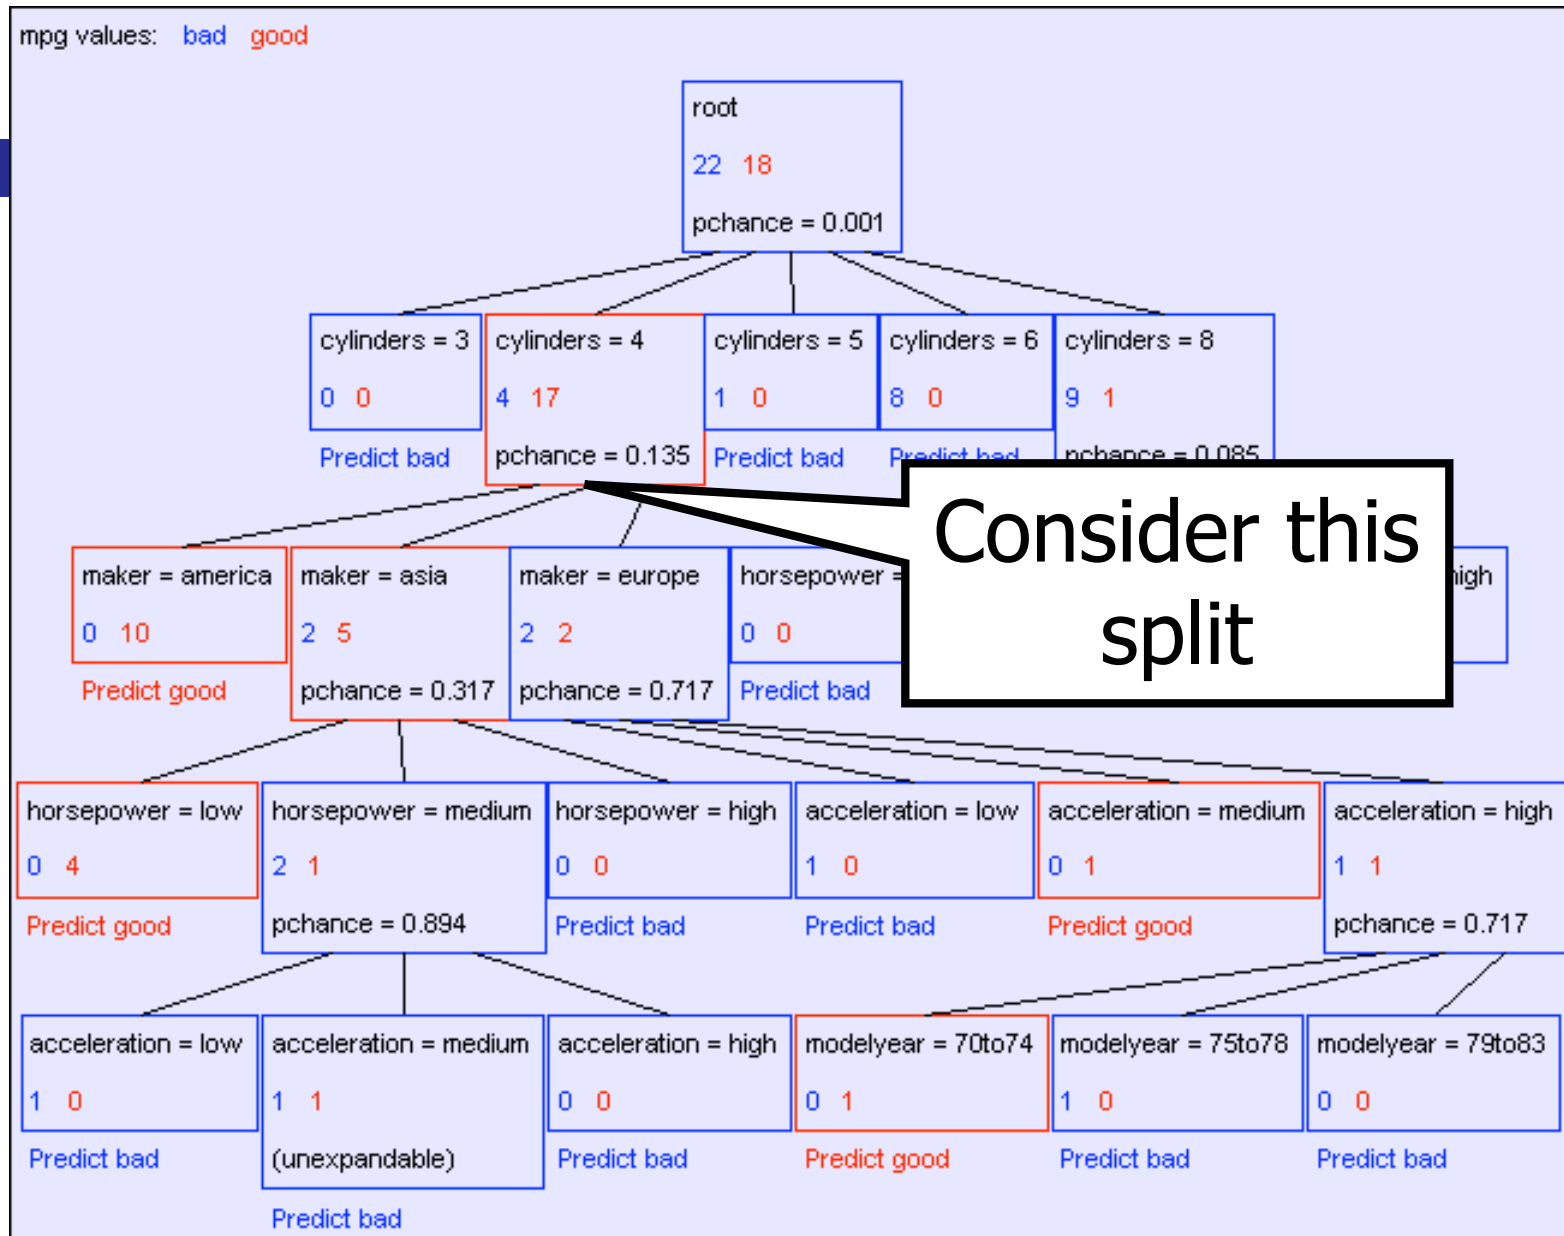 mpg values: bad good
root
22 18
pchance = 0.001
cylinders = 3
0 0
Predict bad
cylinders = 4
4 17
pchance = 0.135
cylinders = 5
1 0
Predict bad
cylinders = 6
8 0
Predict bad
cylinders = 8
9 1
pchance = 0.085
Consider this
split
maker = america
0 10
Predict good
maker = asia
2 5
pchance = 0.317
maker = europe
2 2
pchance = 0.717
horsepower =
0 0
Predict bad
high
horsepower = low
0 4
Predict good
horsepower = medium
2 1
pchance = 0.894
horsepower = high
0 0
Predict bad
acceleration = low
1 0
Predict bad
acceleration = medium
0 1
Predict good
acceleration = high
1 1
pchance = 0.717
acceleration = low
1 0
Predict bad
acceleration = medium
1 1
(unexpandable)
Predict bad
acceleration = high
0 0
Predict bad
modelyear = 70to74
0 1
Predict good
modelyear = 75to78
1 0
Predict bad
modelyear = 79to83
0 0
Predict bad